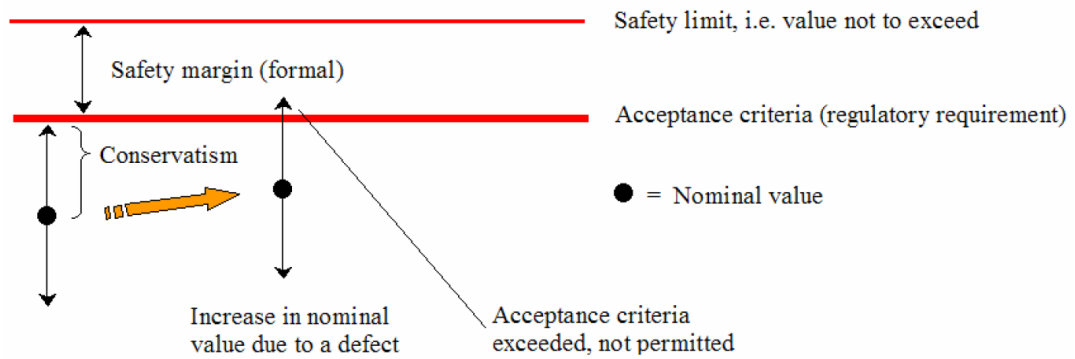 Safety limit, i.e. value not to exceed
Safety margin (formal)
Acceptance criteria (regulatory requirement)
Conservatism
= Nominal value
Increase in nominal
value due to a defect
Acceptance criteria
exceeded, not permitted